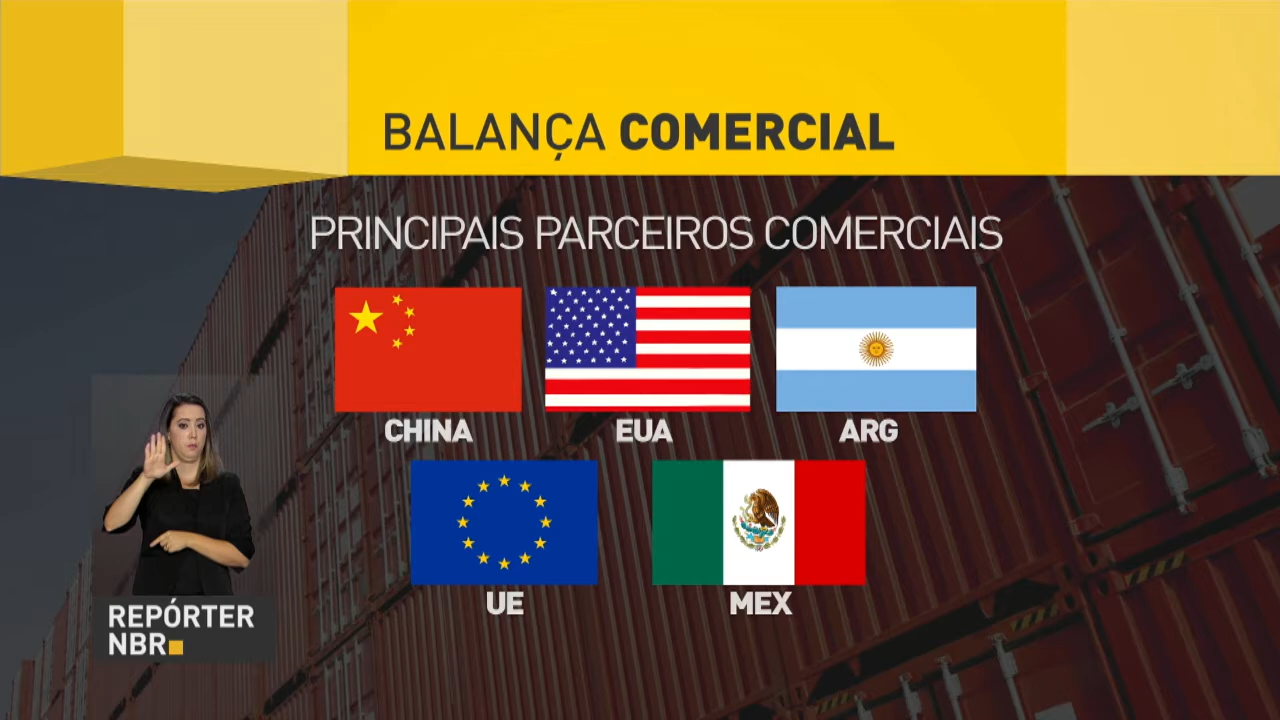 BALANÇA COMERCIAL
PRINCIPAIS PARCEIROS COMERCIAIS
CHINA
EUA
ARG
UE
MEX
REPÓRTER
NBR